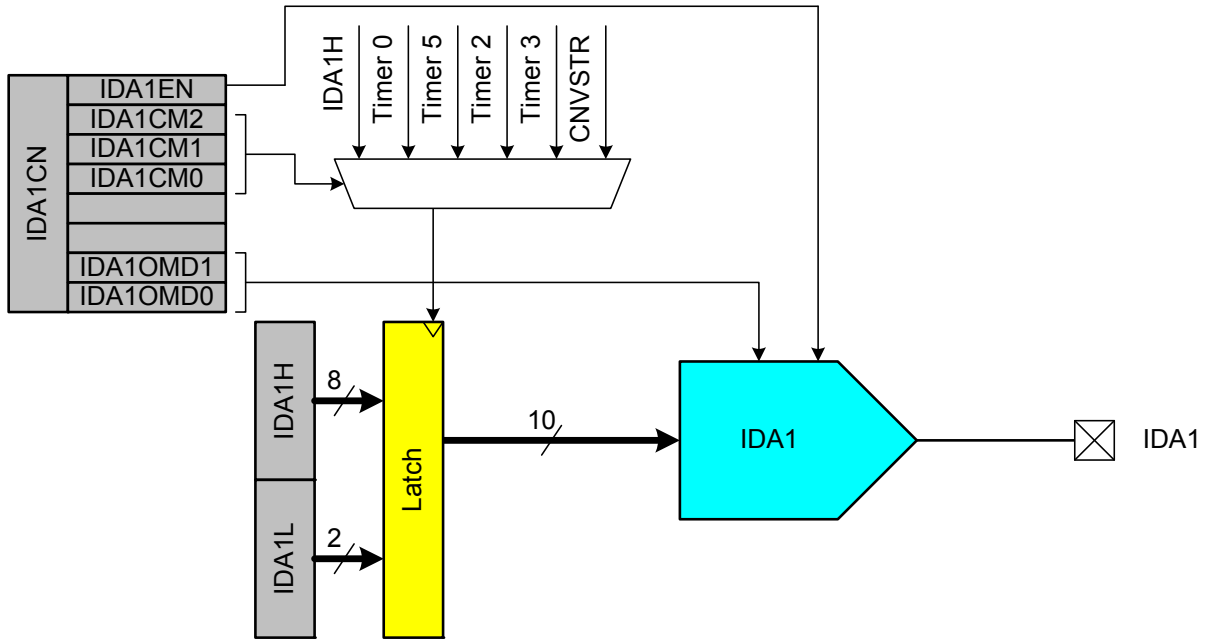 IDA1CN
IDA1EN
IDA1CM2
IDA1CM1
IDA1CM0
IDA1OMD1
IDA1OMD0
IDA1H
Timer 0
Timer 5
Timer 2
Timer 3
CNVSTR
IDA1H
IDA1L
8
2
Latch
10
IDA1
IDA1